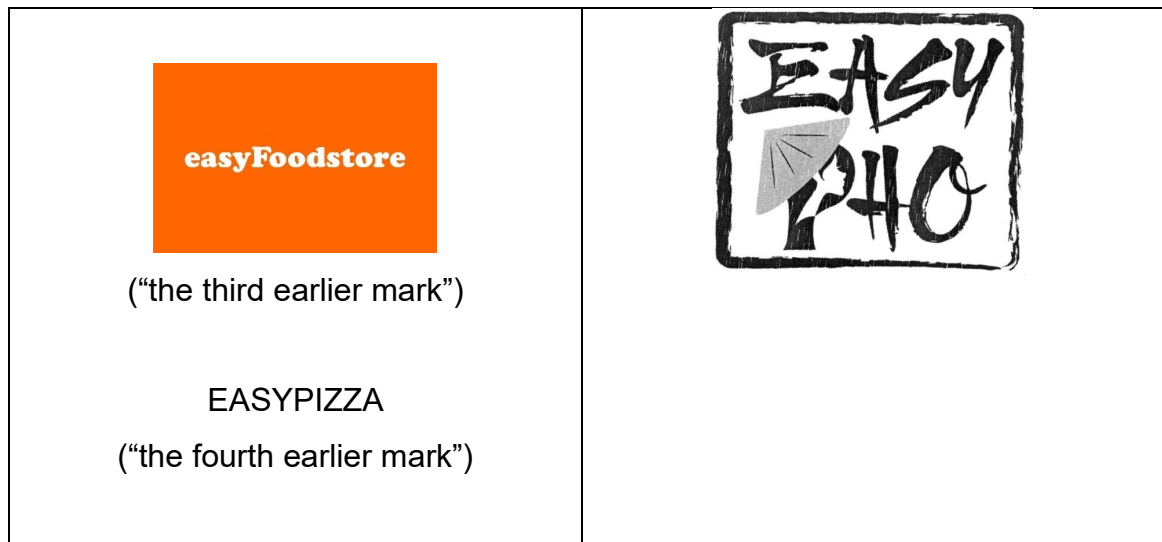 easyFoodstore
(“the third earlier mark”)
EASYPIZZA
(“the fourth earlier mark”)
EASY
PHO